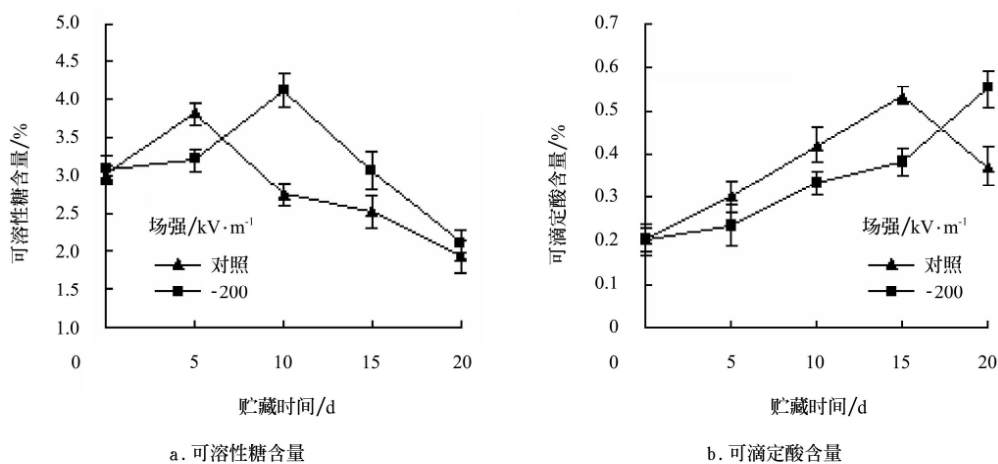 5.0
4.5
4.0
3.5
3.0
2.5
2.0
1.5
1.0
可溶性糖含量/%
场强/kV·m⁻¹
对照
-200
0 5 10 15 20
贮藏时间/d
a.可溶性糖含量
0.7
0.6
0.5
0.4
0.3
0.2
0.1
0
可滴定酸含量/%
场强/kV·m⁻¹
对照
-200
0 5 10 15 20
贮藏时间/d
b.可滴定酸含量